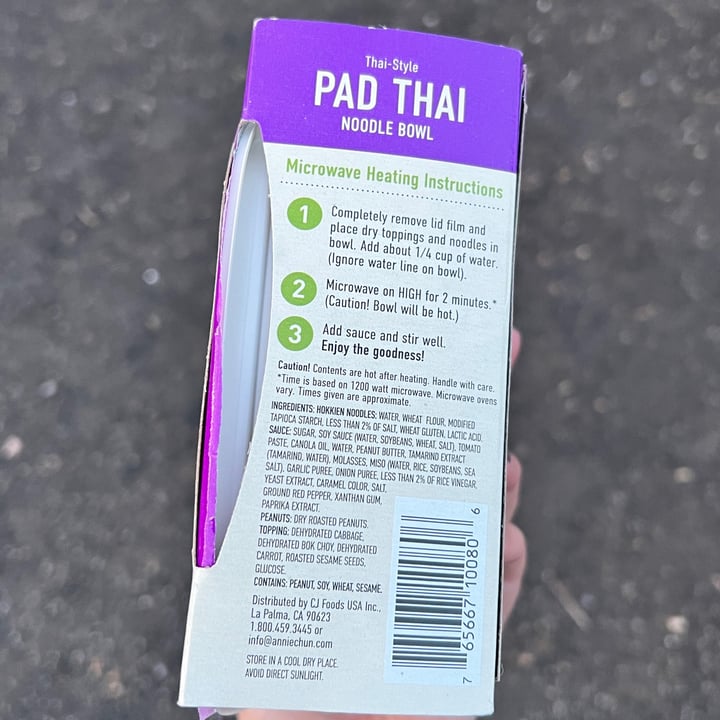 Thai-Style
PAD THAI
NOODLE BOWL
Microwave Heating Instructions
1
Completely remove lid film and
place dry toppings and noodles in
bowl. Add about 1/4 cup of water.
(Ignore water line on bowl).
2
Microwave on HIGH for 2 minutes.*
(Caution! Bowl will be hot.)
3
Add sauce and stir well.
Enjoy the goodness!
Caution! Contents are hot after heating. Handle with care.
*Time is based on 1200 watt microwave. Microwave ovens
vary. Times given are approximate.
INGREDIENTS: HOKKIEN NOODLES: WATER, WHEAT FLOUR, MODIFIED
TAPIOCA STARCH, LESS THAN 2% OF SALT, WHEAT GLUTEN, LACTIC ACID.
SAUCE: SUGAR, SOY SAUCE (WATER, SOYBEANS, WHEAT, SALT), TOMATO
PASTE, CANOLA OIL, WATER, PEANUT BUTTER, TAMARIND EXTRACT
(TAMARIND, WATER), MOLASSES, MISO (WATER, RICE, SOYBEANS, SEA
SALT), GARLIC PUREE, ONION PUREE, LESS THAN 2% OF RICE VINEGAR,
YEAST EXTRACT, CARAMEL COLOR, SALT,
GROUND RED PEPPER, XANTHAN GUM,
PAPRIKA EXTRACT.
PEANUTS: DRY ROASTED PEANUTS.
TOPPING: DEHYDRATED CABBAGE,
DEHYDRATED BOK CHOY, DEHYDRATED
CARROT, ROASTED SESAME SEEDS,
GLUCOSE.
CONTAINS: PEANUT, SOY, WHEAT, SESAME.
Distributed by CJ Foods USA Inc.,
La Palma, CA 90623
1.800.459.3445 or
info@anniechun.com
STORE IN A COOL DRY PLACE.
AVOID DIRECT SUNLIGHT.
7 65667 10080 6